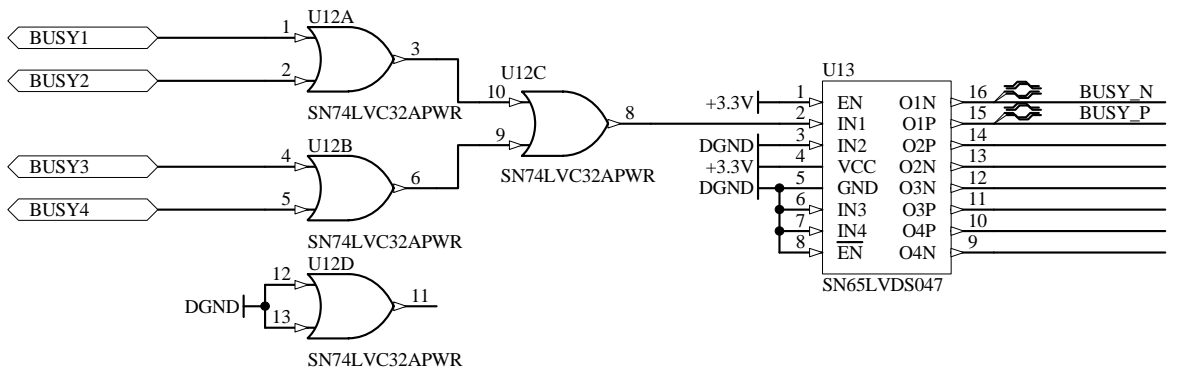 U12A
BUSY1
1
3
BUSY2
2
SN74LVC32APWR
U12C
10
8
9
SN74LVC32APWR
U12B
BUSY3
4
6
BUSY4
5
SN74LVC32APWR
U12D
12
DGND
11
13
SN74LVC32APWR
U13
+3.3V 1 EN O1N 16 BUSY_N
2 IN1 O1P 15 BUSY_P
DGND 3 IN2 O2P 14
+3.3V 4 VCC O2N 13
DGND 5 GND O3N 12
6 IN3 O3P 11
7 IN4 O4P 10
8 EN O4N 9
SN65LVDS047